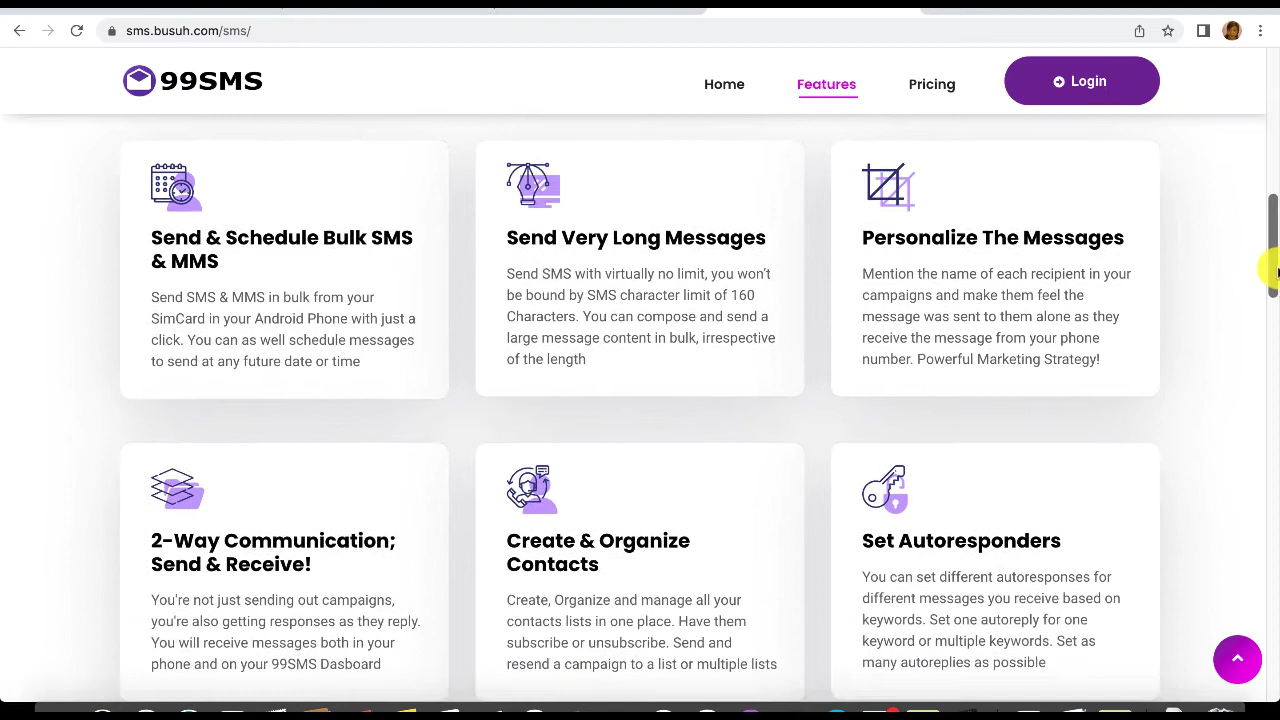 sms.busuh.com/sms/
99SMS
Home
Features
Pricing
Login
Send & Schedule Bulk SMS
& MMS
Send SMS & MMS in bulk from your
SimCard in your Android Phone with just a
click. You can as well schedule messages
to send at any future date or time
Send Very Long Messages
Send SMS with virtually no limit, you won't
be bound by SMS character limit of 160
Characters. You can compose and send a
large message content in bulk, irrespective
of the length
Personalize The Messages
Mention the name of each recipient in your
campaigns and make them feel the
message was sent to them alone as they
receive the message from your phone
number. Powerful Marketing Strategy!
2-Way Communication;
Send & Receive!
You're not just sending out campaigns,
you're also getting responses as they reply.
You will receive messages both in your
phone and on your 99SMS Dasboard
Create & Organize
Contacts
Create, Organize and manage all your
contacts lists in one place. Have them
subscribe or unsubscribe. Send and
resend a campaign to a list or multiple lists
Set Autoresponders
You can set different autoresponses for
different messages you receive based on
keywords. Set one autoreply for one
keyword or multiple keywords. Set as
many autoreplies as possible